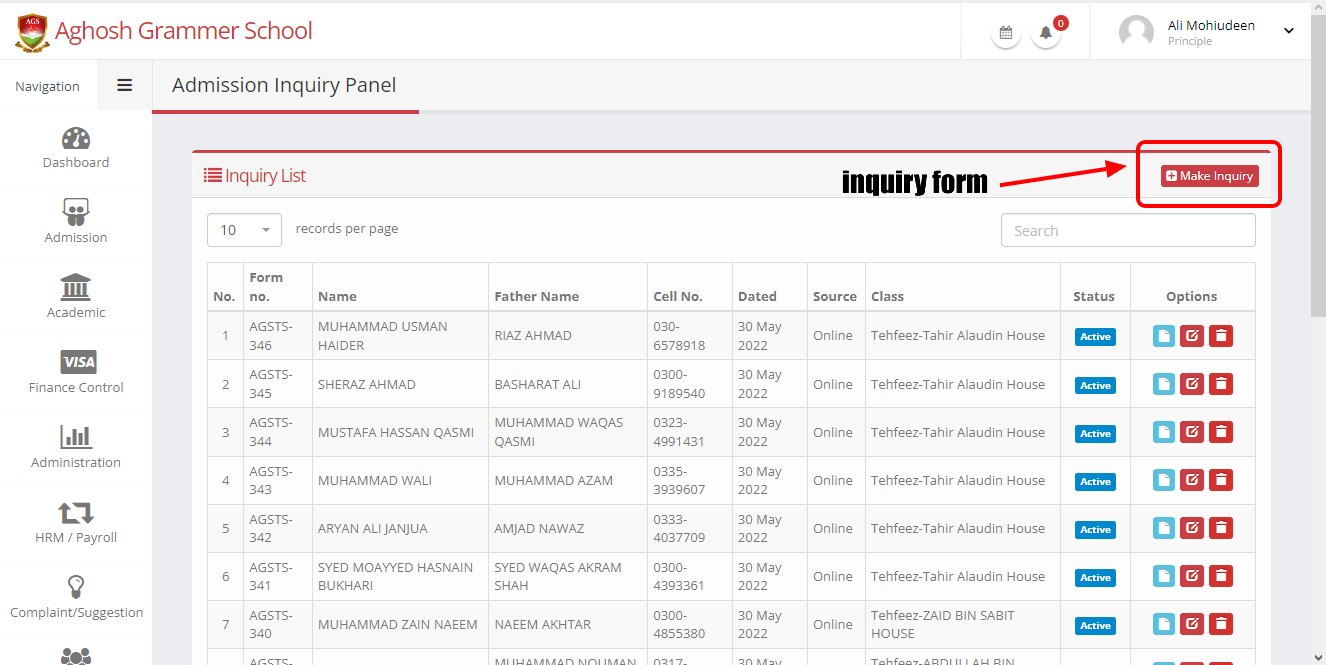 AGS
Aghosh Grammer School
0
Ali Mohiudeen
Principle
Navigation
Admission Inquiry Panel
Dashboard
Admission
Academic
VISA
Finance Control
Administration
HRM / Payroll
Complaint/Suggestion
Inquiry List
inquiry form
Make Inquiry
10
records per page
Search
No.
Form
no.
Name
Father Name
Cell No.
Dated
Source
Class
Status
Options
1
AGSTS-
346
MUHAMMAD USMAN
HAIDER
RIAZ AHMAD
030-
6578918
30 May
2022
Online
Tehfeez-Tahir Alaudin House
Active
2
AGSTS-
345
SHERAZ AHMAD
BASHARAT ALI
0300-
9189540
30 May
2022
Online
Tehfeez-Tahir Alaudin House
Active
3
AGSTS-
344
MUSTAFA HASSAN QASMI
MUHAMMAD WAQAS
QASMI
0323-
4991431
30 May
2022
Online
Tehfeez-Tahir Alaudin House
Active
4
AGSTS-
343
MUHAMMAD WALI
MUHAMMAD AZAM
0335-
3939607
30 May
2022
Online
Tehfeez-Tahir Alaudin House
Active
5
AGSTS-
342
ARYAN ALI JANJUA
AMJAD NAWAZ
0333-
4037709
30 May
2022
Online
Tehfeez-Tahir Alaudin House
Active
6
AGSTS-
341
SYED MOAYYED HASNAIN
BUKHARI
SYED WAQAS AKRAM
SHAH
0300-
4393361
30 May
2022
Online
Tehfeez-Tahir Alaudin House
Active
7
AGSTS-
340
MUHAMMAD ZAIN NAEEM
NAEEM AKHTAR
0300-
4855380
30 May
2022
Online
Tehfeez-ZAID BIN SABIT
HOUSE
Active
AGSTS-
MUHAMMAD NOUMAN
0317-
30 May
Tehfeez-ABDULLAH BIN